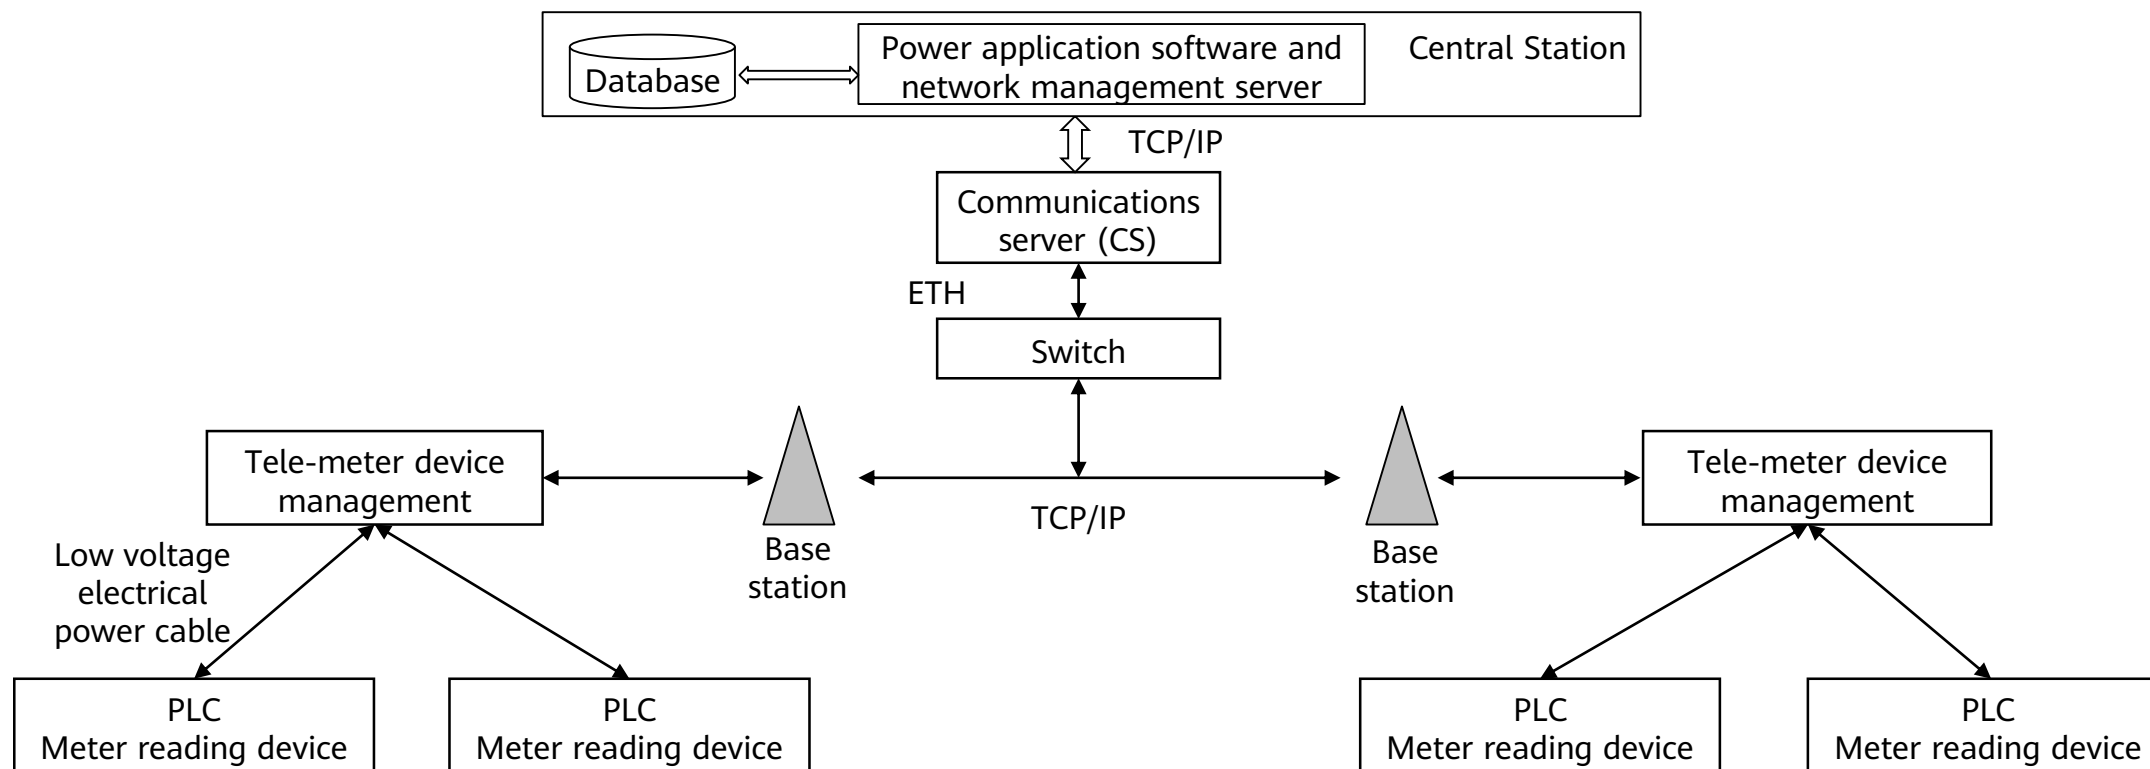 Database
Power application software and
network management server
Central Station
TCP/IP
Communications
server (CS)
ETH
Switch
Tele-meter device
management
Tele-meter device
management
TCP/IP
Base
station
Base
station
Low voltage
electrical
power cable
PLC
Meter reading device
PLC
Meter reading device
PLC
Meter reading device
PLC
Meter reading device